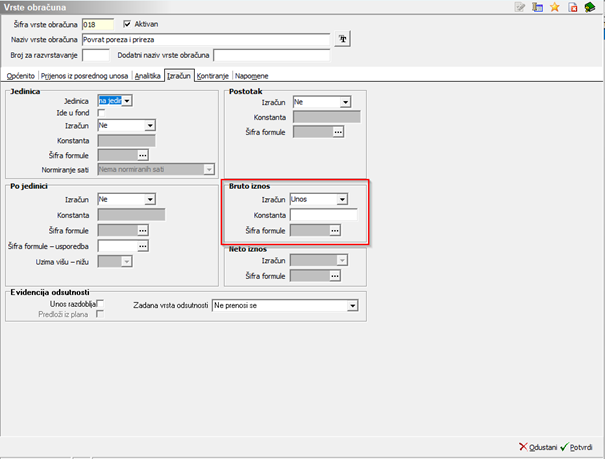 Vrste obračuna
Šifra vrste obračuna 018 Aktivan
Naziv vrste obračuna Povrat poreza i prireza
Broj za razvrstavanje Dodatni naziv vrste obračuna
Općenito Prijenos iz posrednog unosa Analitika Izračun Kontiranje Napomene
Jedinica
Jedinica na jedir
Ide u fond
Izračun Ne
Konstanta
Šifra formule ...
Normiranje sati Nema normiranih sati
Postotak
Izračun Ne
Konstanta
Šifra formule ...
Po jedinici
Izračun Ne
Konstanta
Šifra formule ...
Šifra formule – usporedba ...
Uzima višu – nižu
Bruto iznos
Izračun Unos
Konstanta
Šifra formule ...
Neto iznos
Izračun
Šifra formule ...
Evidencija odsutnosti
Unos razdoblja Zadana vrsta odsutnosti Ne prenosi se
Predloži iz plana
Odustani Potvrdi